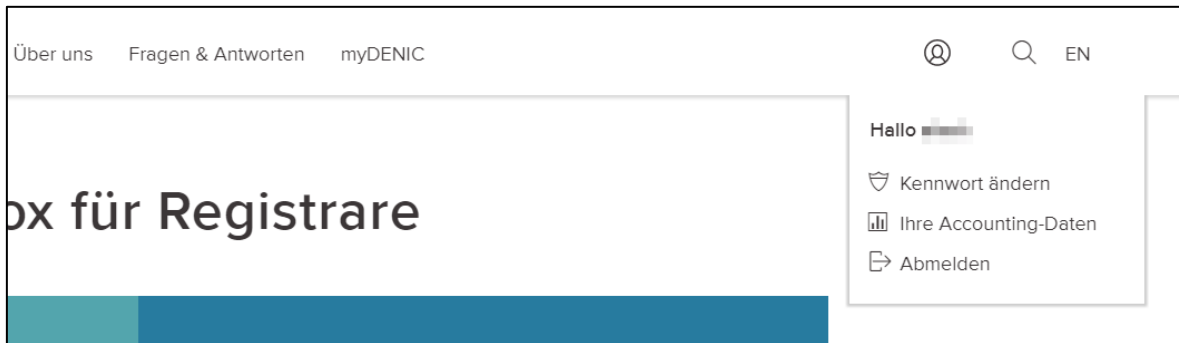 Über uns Fragen & Antworten myDENIC EN
Hallo
Kennwort ändern
Ihre Accounting-Daten
Abmelden
ox für Registrare